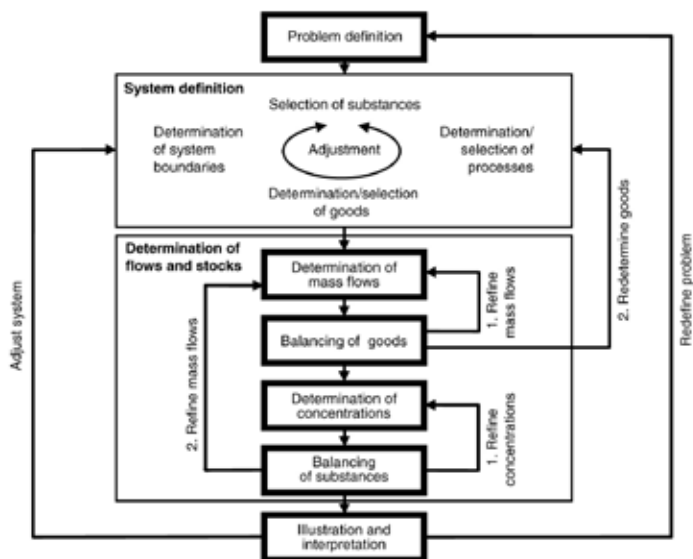 Problem definition
System definition
Selection of substances
Determination
of system
boundaries
Adjustment
Determination/
selection of
processes
Determination/selection
of goods
Determination of
flows and stocks
Determination of
mass flows
1. Refine
mass flows
Balancing of goods
2. Refine mass flows
Determination
of concentrations
1. Refine
concentrations
Balancing
of substances
Illustration and
interpretation
Adjust system
2. Redetermine goods
Redefine problem